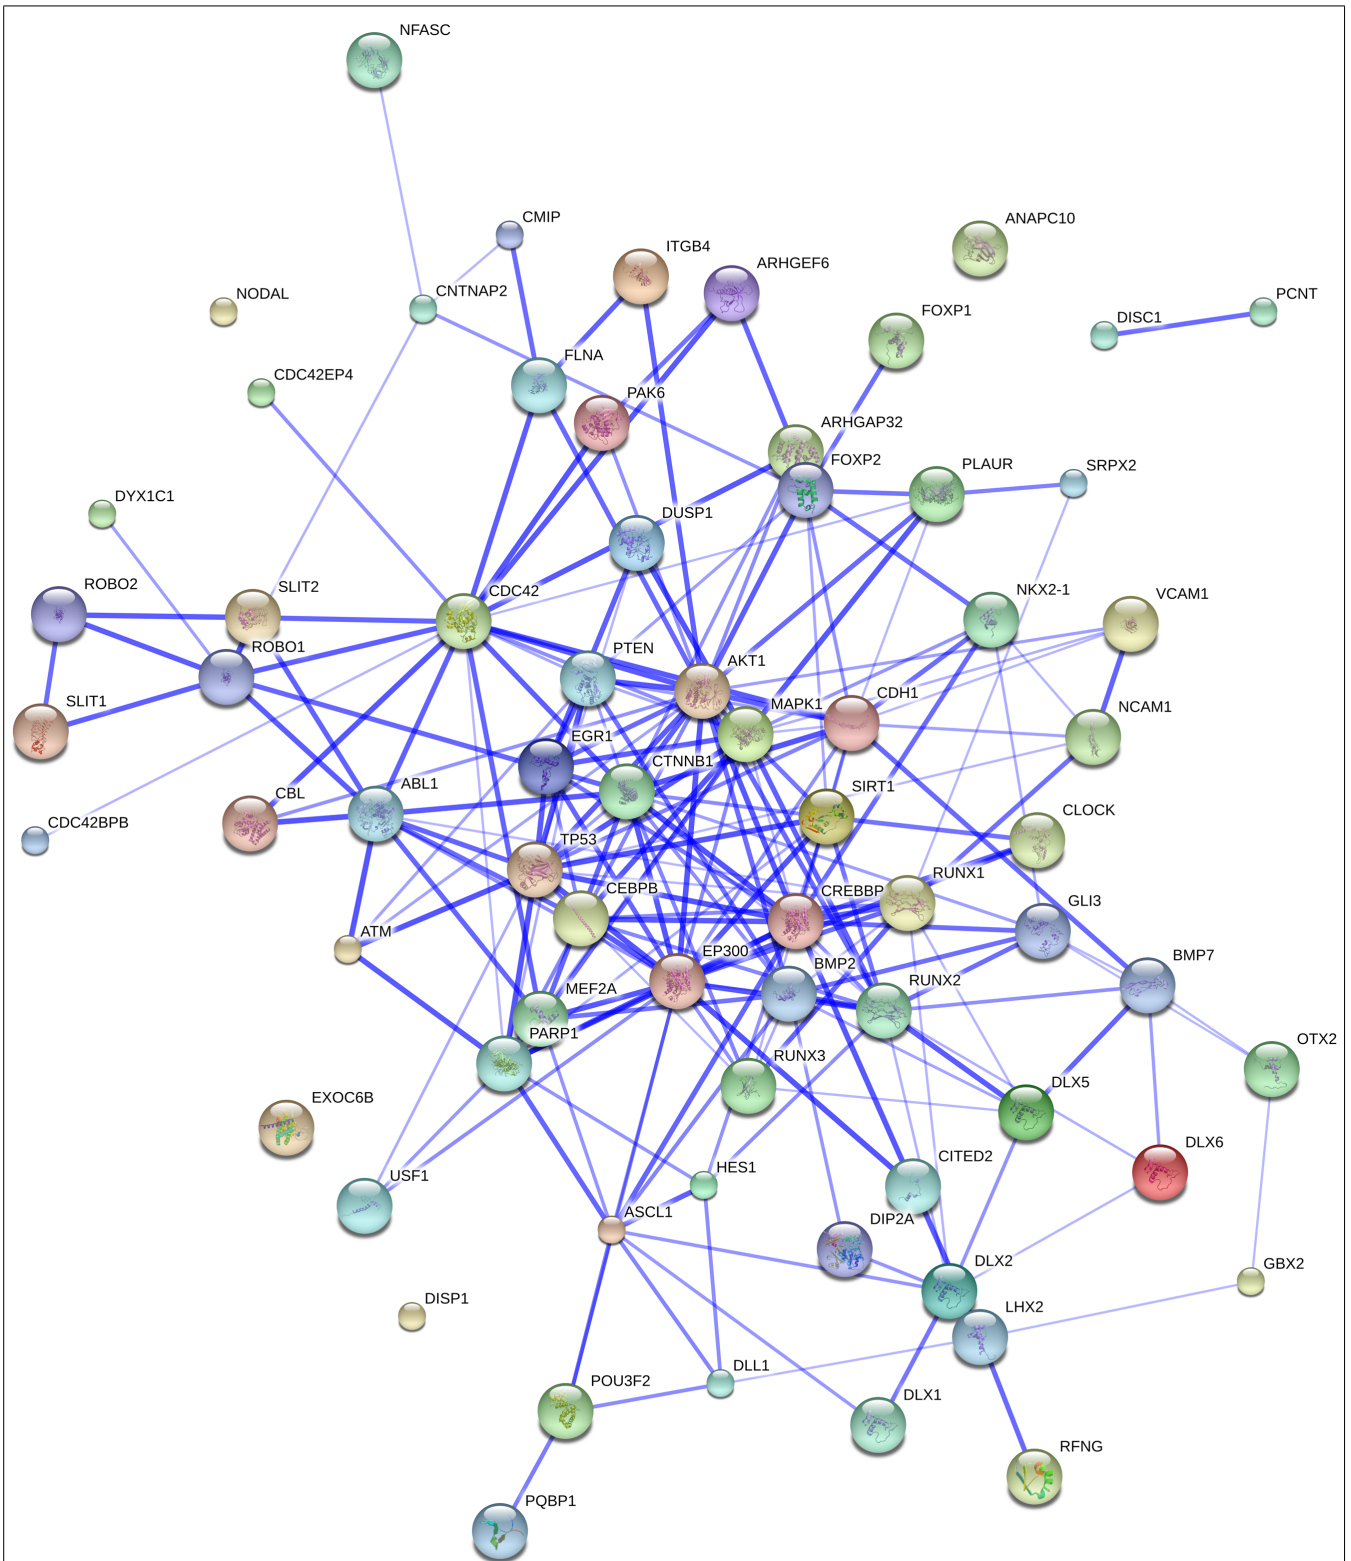 NFASC
CMIP
ANAPC10
ITGB4
ARHGEF6
NODAL
CNTNAP2
PCNT
DISC1
FOXP1
FLNA
CDC42EP4
PAK6
ARHGAP32
FOXP2
PLAUR
SRPX2
DYX1C1
DUSP1
ROBO2
SLIT2
CDC42
NKX2-1
VCAM1
ROBO1
PTEN
AKT1
SLIT1
MAPK1
CDH1
NCAM1
EGR1
CTNNB1
CBL
ABL1
SIRT1
CLOCK
CDC42BPB
TP53
CEBPB
CREBBP
RUNX1
GLI3
ATM
EP300
BMP2
BMP7
MEF2A
RUNX2
PARP1
RUNX3
OTX2
EXOC6B
DLX5
DLX6
USF1
HES1
CITED2
ASCL1
DIP2A
DLX2
GBX2
DISP1
LHX2
DLL1
POU3F2
DLX1
RFNG
PQBP1